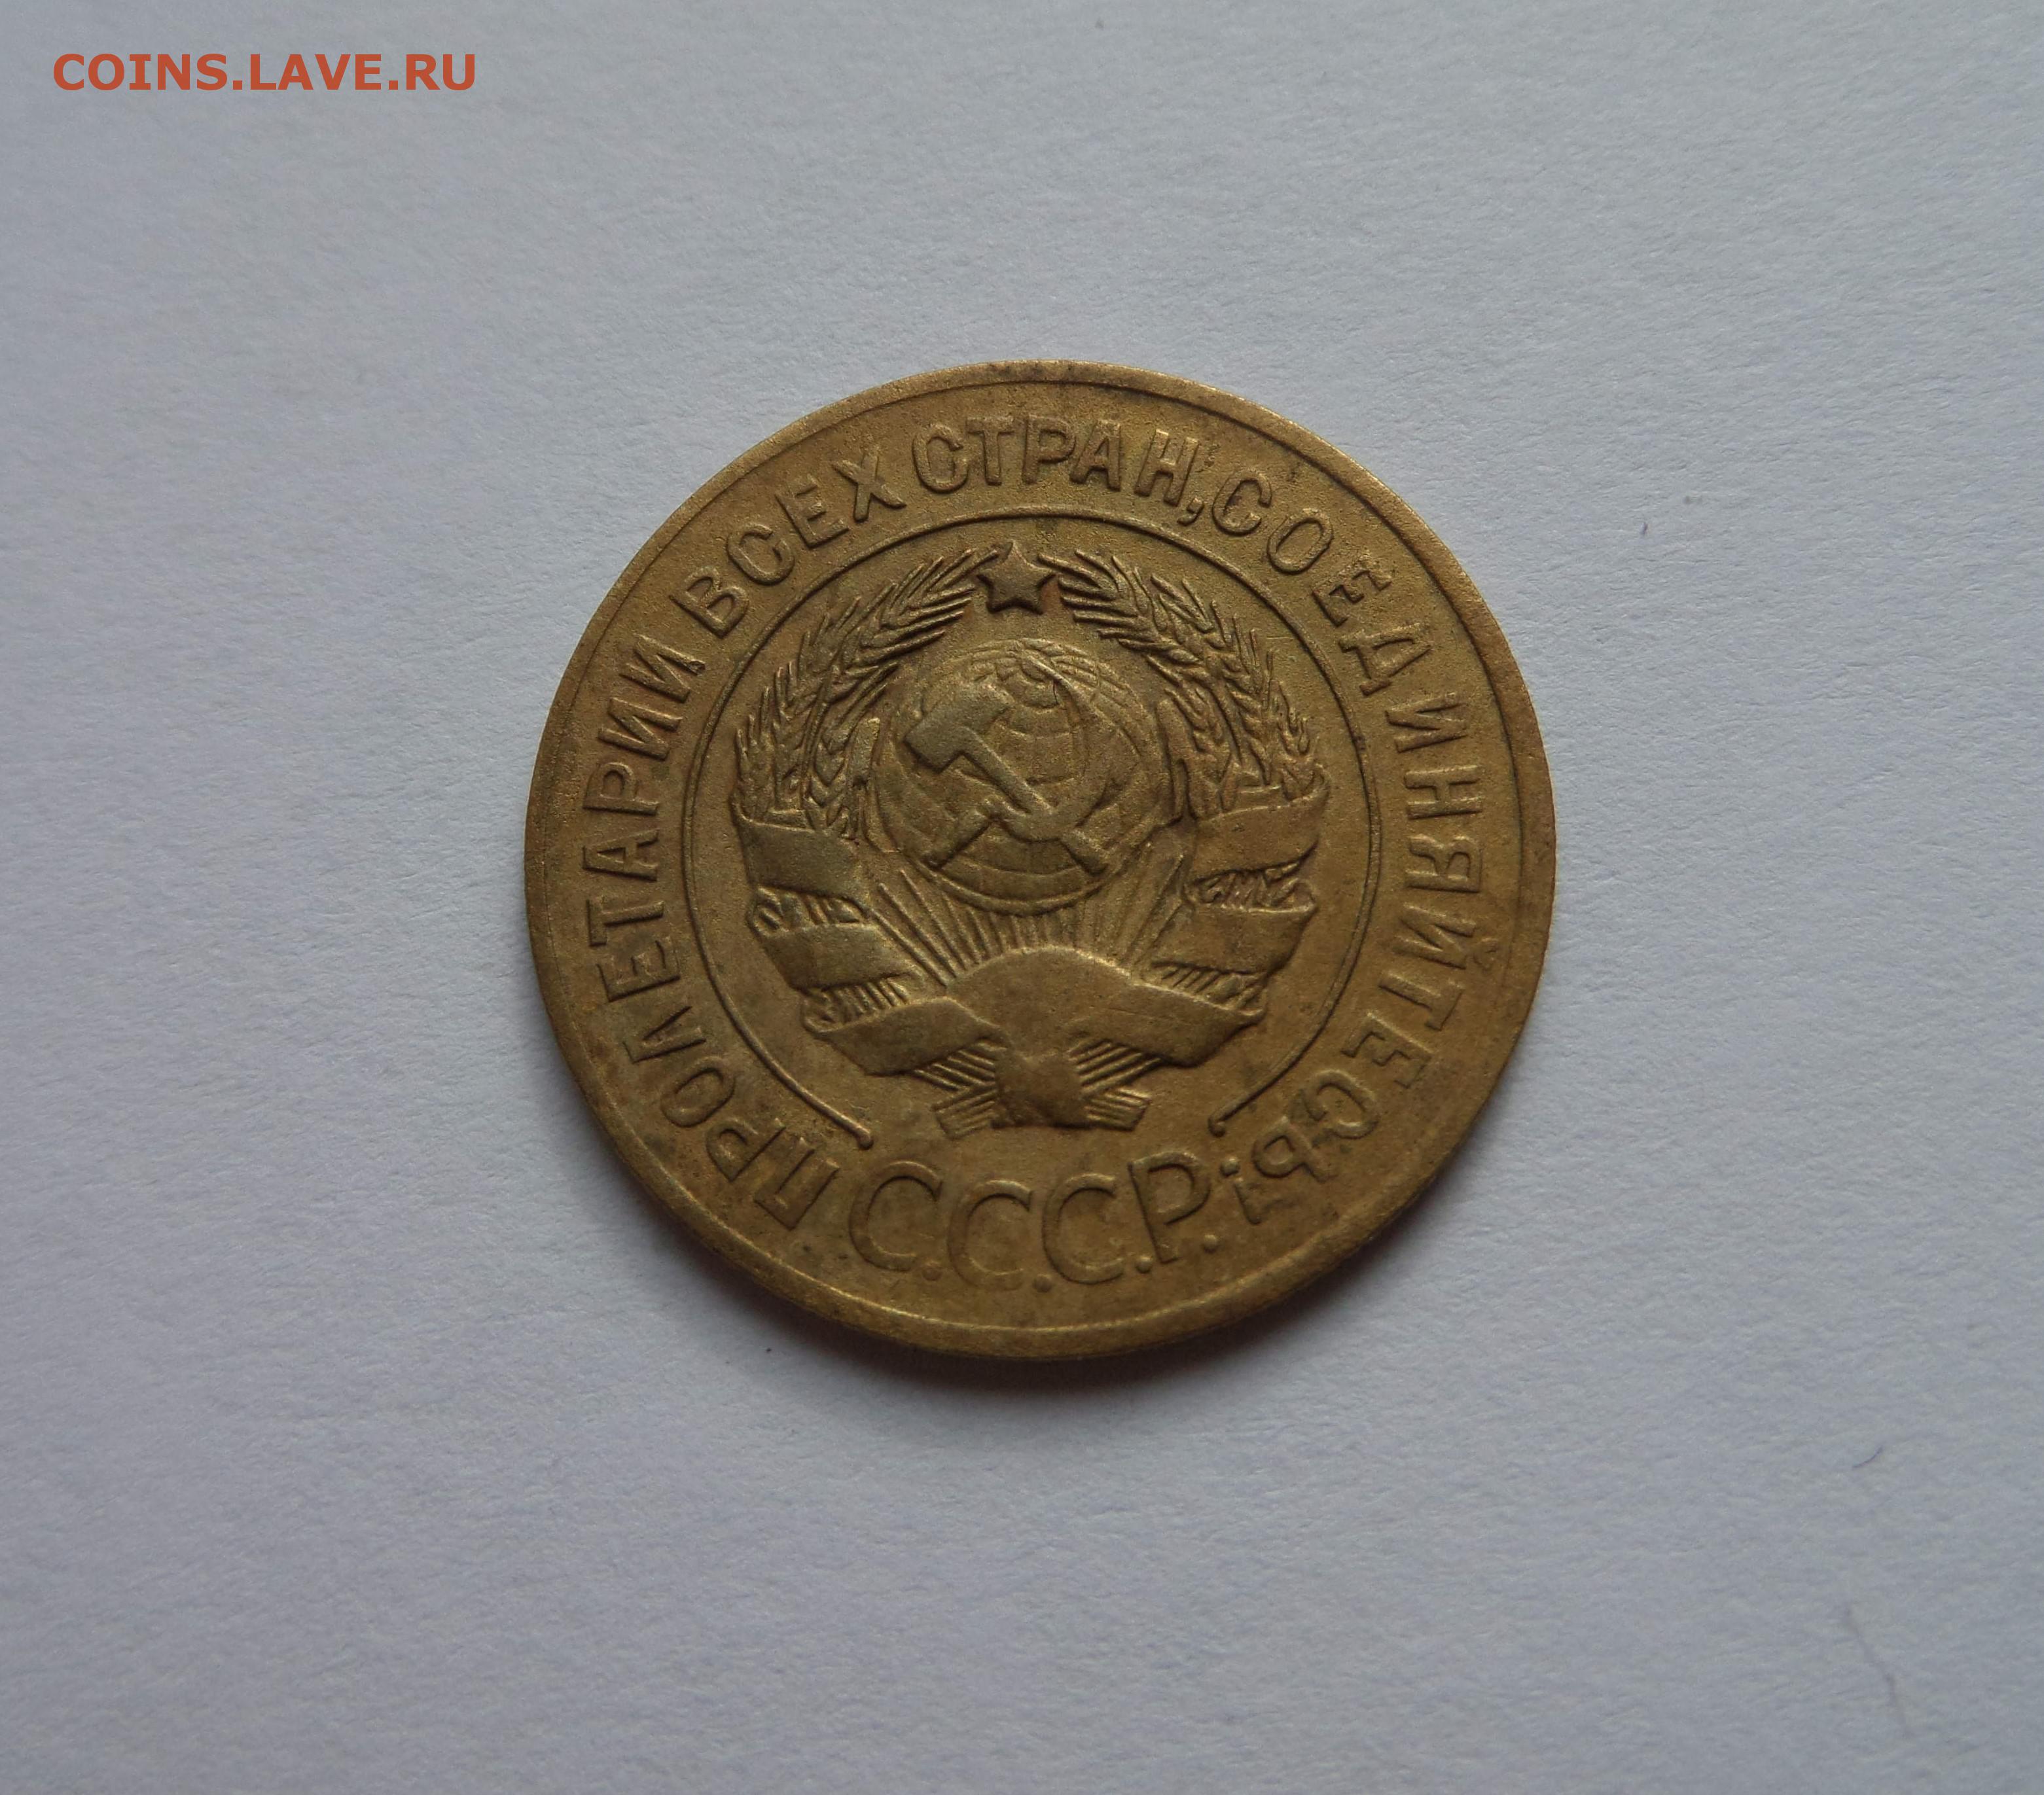 COINS.LAVE.RU
ПРОЛЕТАРИИ ВСЕХ СТРАН, СОЕДИНЯЙТЕСЬ!
С.С.С.Р.